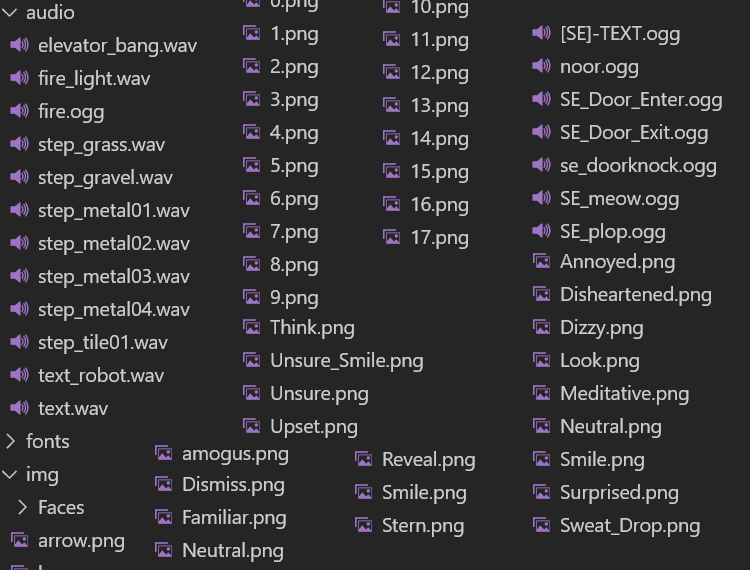 audio
elevator_bang.wav
fire_light.wav
fire.ogg
step_grass.wav
step_gravel.wav
step_metal01.wav
step_metal02.wav
step_metal03.wav
step_metal04.wav
step_tile01.wav
text_robot.wav
text.wav
fonts
img
Faces
arrow.png
0.png
1.png
2.png
3.png
4.png
5.png
6.png
7.png
8.png
9.png
Think.png
Unsure_Smile.png
Unsure.png
Upset.png
amogus.png
Dismiss.png
Familiar.png
Neutral.png
10.png
11.png
12.png
13.png
14.png
15.png
16.png
17.png
Reveal.png
Smile.png
Stern.png
[SE]-TEXT.ogg
noor.ogg
SE_Door_Enter.ogg
SE_Door_Exit.ogg
se_doorknock.ogg
SE_meow.ogg
SE_plop.ogg
Annoyed.png
Disheartened.png
Dizzy.png
Look.png
Meditative.png
Neutral.png
Smile.png
Surprised.png
Sweat_Drop.png